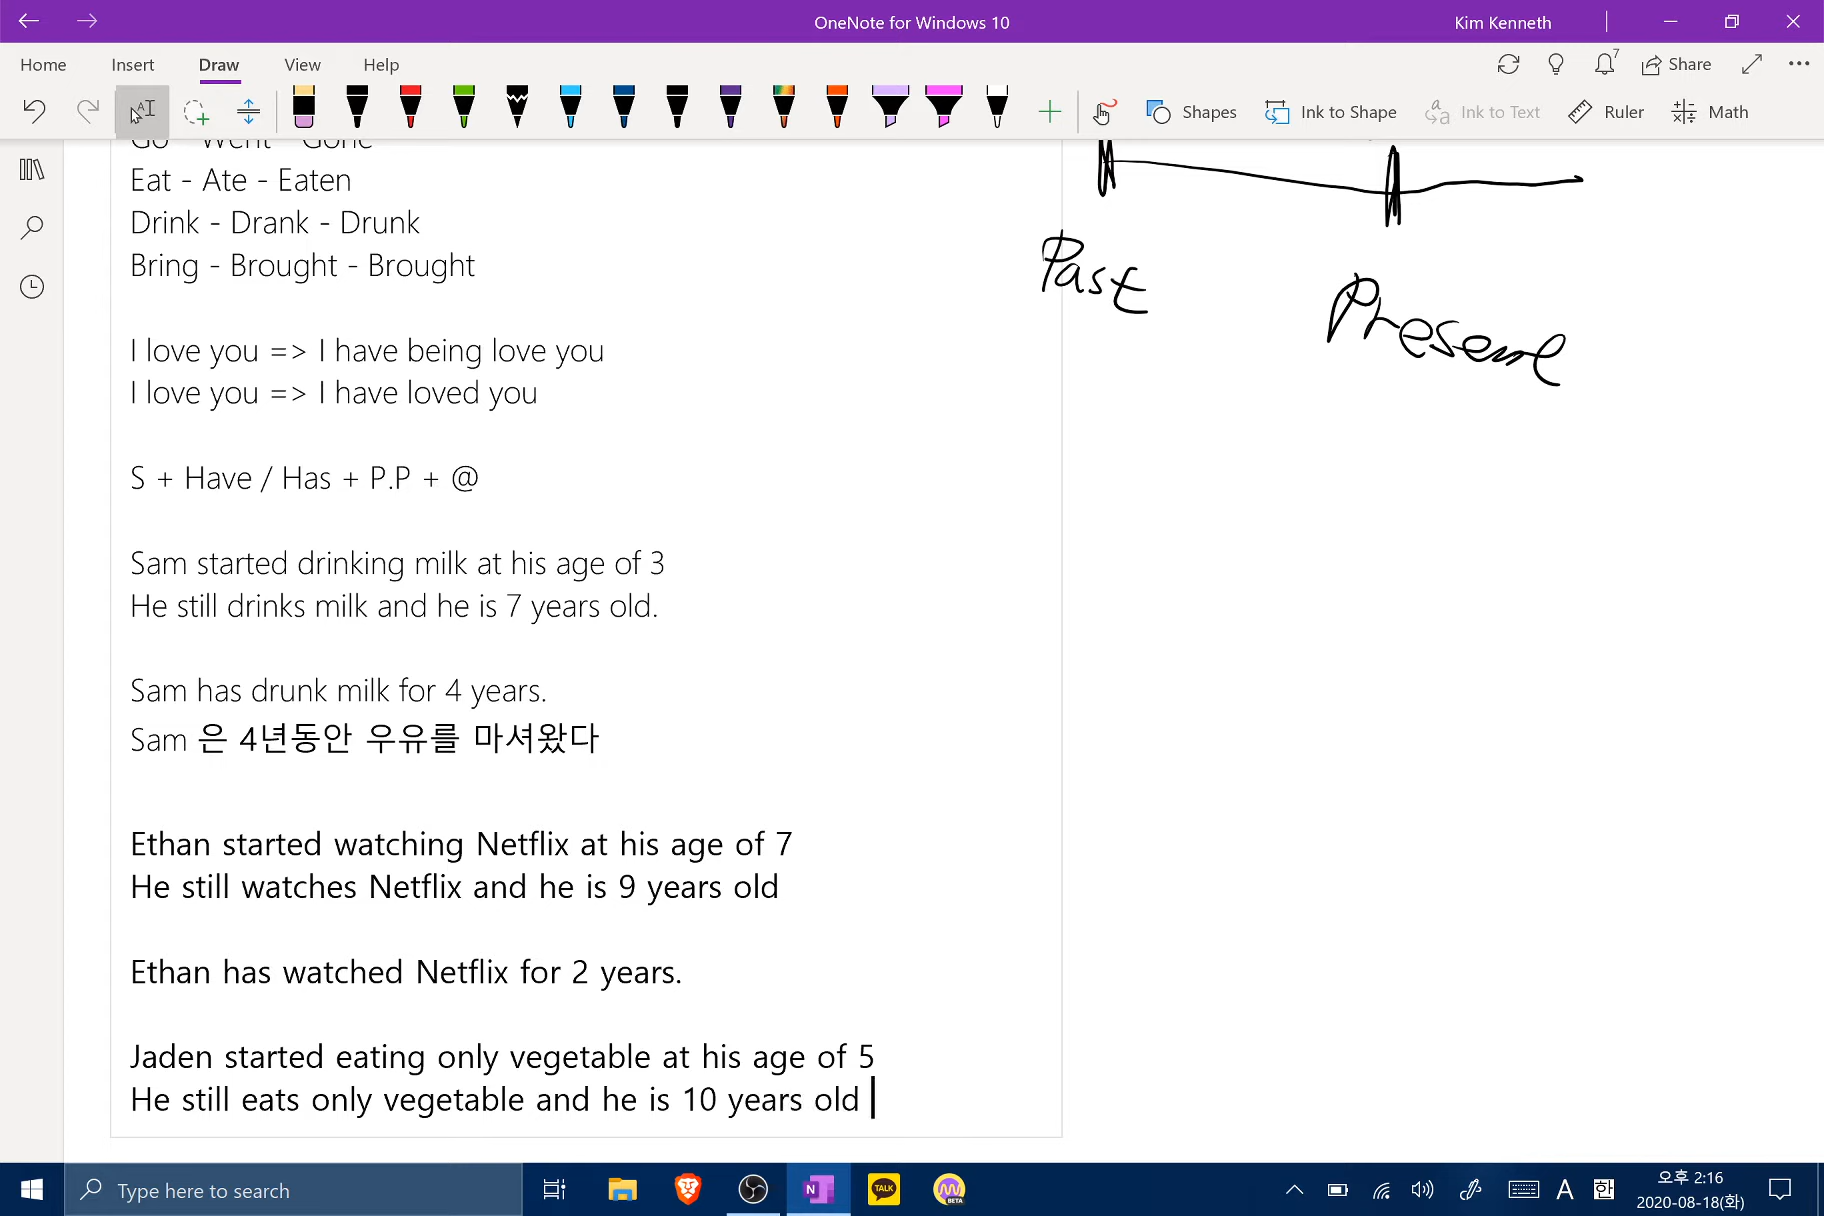 OneNote for Windows 10
Kim Kenneth
Home
Insert
Draw
View
Help
7
Share
Shapes
Ink to Shape
Ink to Text
Ruler
Math
Go - Went - Gone
Eat - Ate - Eaten
Drink - Drank - Drunk
Bring - Brought - Brought
I love you => I have being love you
I love you => I have loved you
S + Have / Has + P.P + @
Sam started drinking milk at his age of 3
He still drinks milk and he is 7 years old.
Sam has drunk milk for 4 years.
Sam 은 4년동안 우유를 마셔왔다
Ethan started watching Netflix at his age of 7
He still watches Netflix and he is 9 years old
Ethan has watched Netflix for 2 years.
Jaden started eating only vegetable at his age of 5
He still eats only vegetable and he is 10 years old
Past
Present
Type here to search
N
TALK
BETA
A
한
오후 2:16
2020-08-18(화)